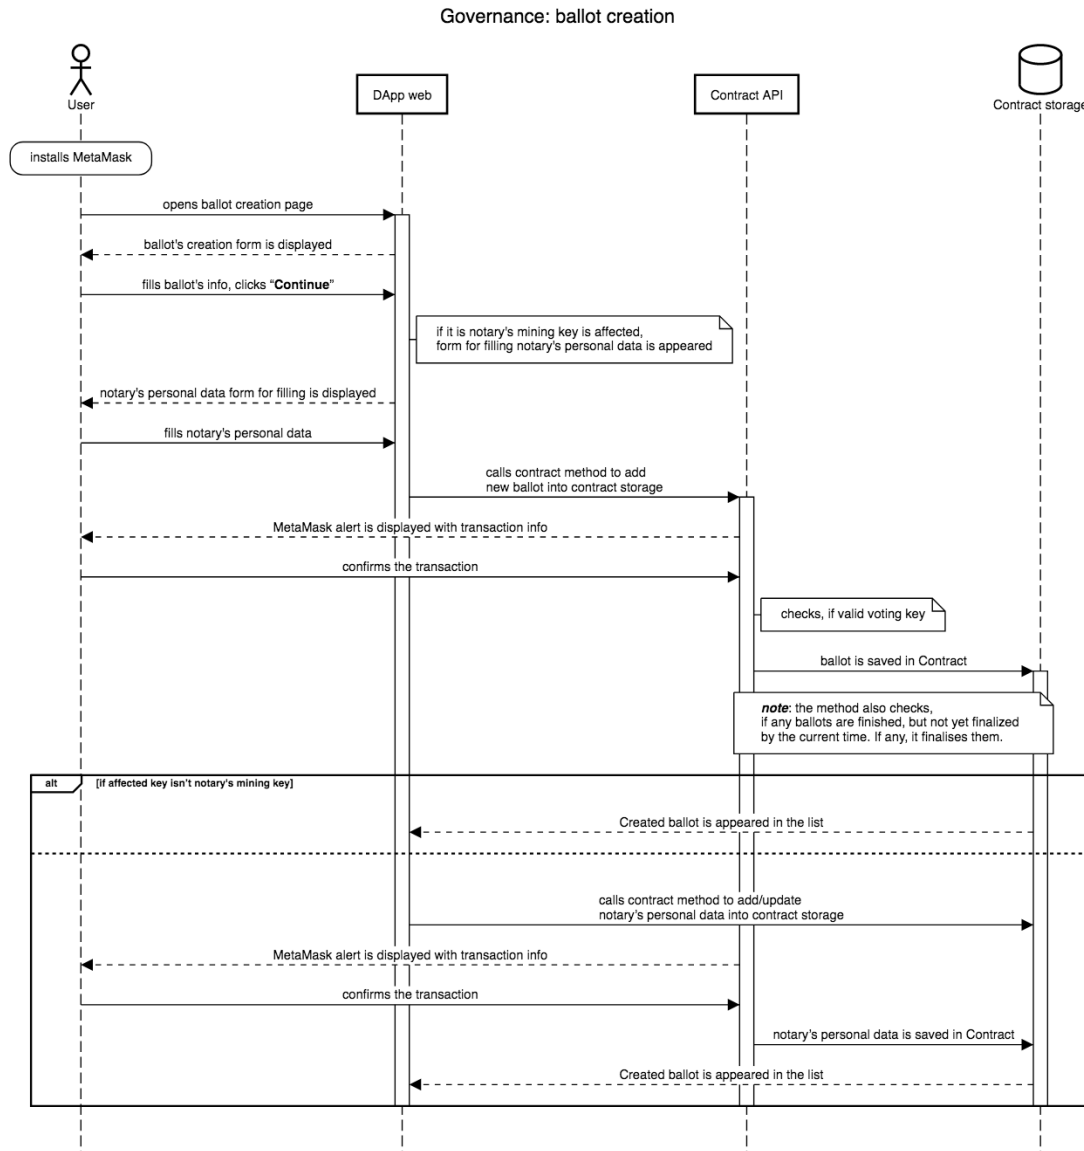 Governance: ballot creation
User
DApp web
Contract API
Contract storage
installs MetaMask
opens ballot creation page
ballot's creation form is displayed
fills ballot's info, clicks “Continue”
if it is notary's mining key is affected,
form for filling notary's personal data is appeared
notary's personal data form for filling is displayed
fills notary's personal data
calls contract method to add
new ballot into contract storage
MetaMask alert is displayed with transaction info
confirms the transaction
checks, if valid voting key
ballot is saved in Contract
note: the method also checks,
if any ballots are finished, but not yet finalized
by the current time. If any, it finalises them.
alt
[if affected key isn't notary's mining key]
Created ballot is appeared in the list
calls contract method to add/update
notary's personal data into contract storage
MetaMask alert is displayed with transaction info
confirms the transaction
notary's personal data is saved in Contract
Created ballot is appeared in the list